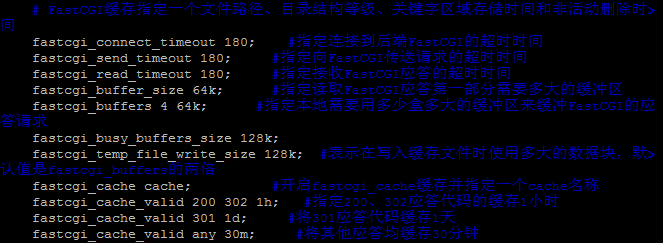 # FastCGI缓存指定一个文件路径、目录结构等级、关键字区域存储时间和非活动删除时>
间
fastcgi_connect_timeout 180; #指定连接到后端FastCGI的超时时间
fastcgi_send_timeout 180; #指定向FastCGI传送请求的超时时间
fastcgi_read_timeout 180; #指定接收FastCGI应答的超时时间
fastcgi_buffer_size 64k; #指定读取FastCGI应答第一部分需要多大的缓冲区
fastcgi_buffers 4 64k; #指定本地需要用多少盒多大的缓冲区来缓冲FastCGI的应
答请求
fastcgi_busy_buffers_size 128k;
fastcgi_temp_file_write_size 128k; #表示在写入缓存文件时使用多大的数据块，默>
认值是fastcgi_buffers的两倍
fastcgi_cache cache; #开启fastcgi_cache缓存并指定一个cache名称
fastcgi_cache_valid 200 302 1h; #指定200、302应答代码的缓存1小时
fastcgi_cache_valid 301 1d; #将301应答代码缓存1天
fastcgi_cache_valid any 30m; #将其他应答均缓存30分钟